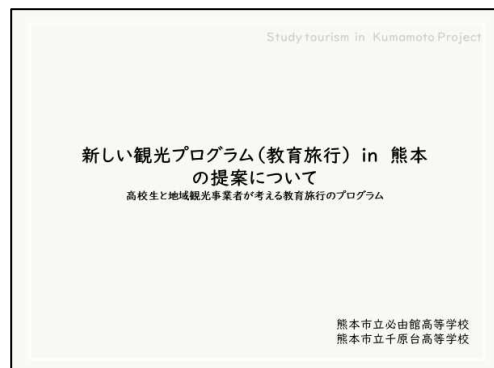 Study tourism in Kumamoto Project
新しい観光プログラム(教育旅行) in 熊本
の提案について
高校生と地域観光事業者が考える教育旅行のプログラム
熊本市立必由館高等学校
熊本市立千原台高等学校